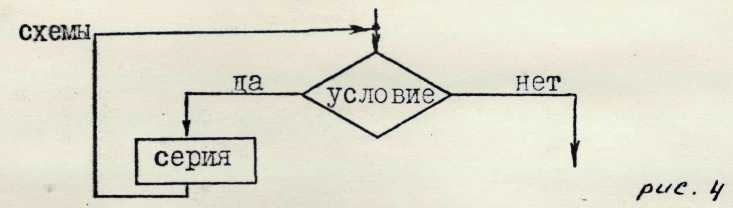 схемы
да
условие
нет
серия
рис. 4